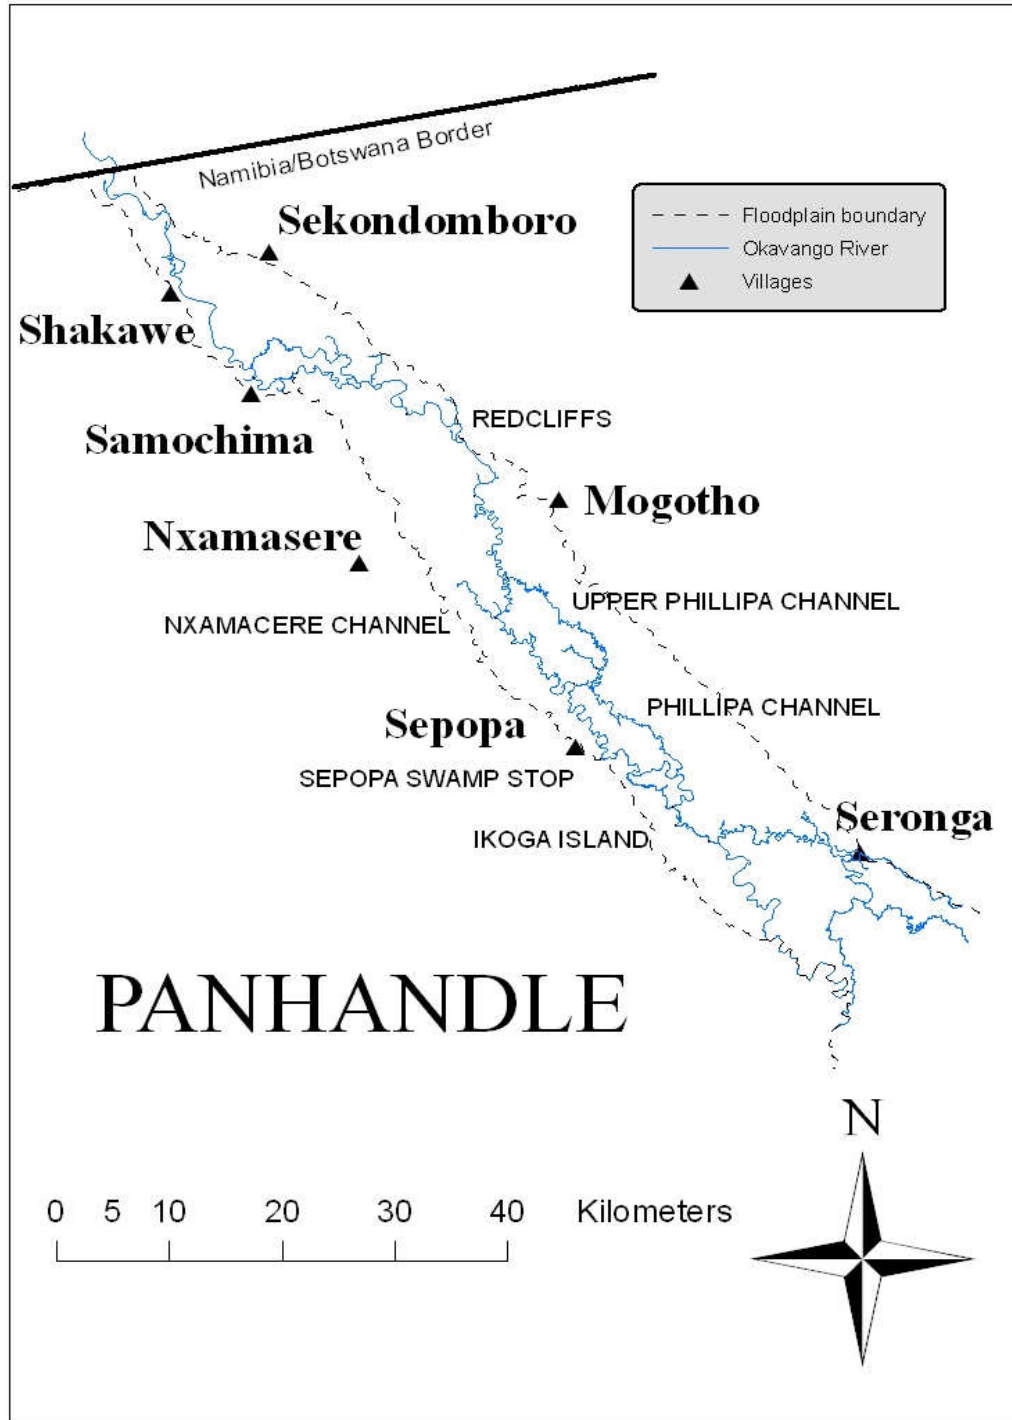 Namibia/Botswana Border
Sekondomboro
Floodplain boundary
Okavango River
Villages
Shakawe
REDCLIFFS
Samochima
Mogotho
Nxamasere
UPPER PHILLIPA CHANNEL
NXAMACERE CHANNEL
PHILLIPA CHANNEL
Sepopa
SEPOPA SWAMP STOP
Seronga
IKOGA ISLAND
PANHANDLE
N
0 5 10 20 30 40 Kilometers